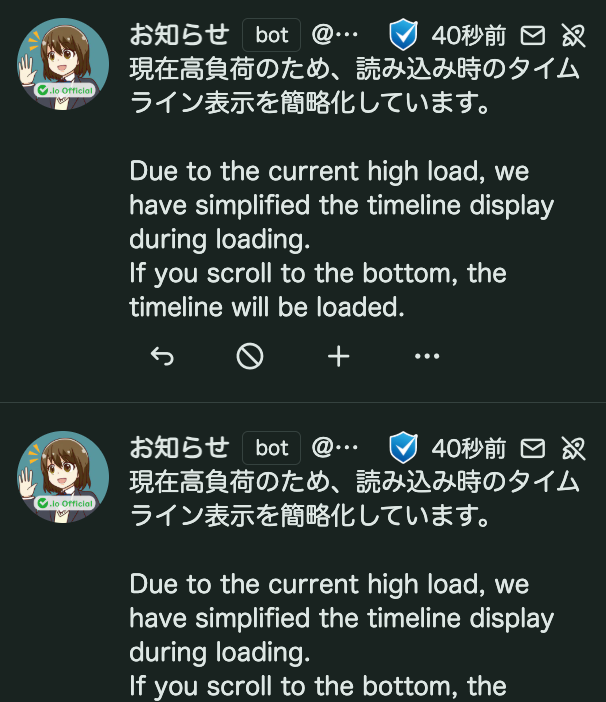 お知らせ bot @… 40秒前
現在高負荷のため、読み込み時のタイム
ライン表示を簡略化しています。
Due to the current high load, we
have simplified the timeline display
during loading.
If you scroll to the bottom, the
timeline will be loaded.
.io Official
お知らせ bot @… 40秒前
現在高負荷のため、読み込み時のタイム
ライン表示を簡略化しています。
Due to the current high load, we
have simplified the timeline display
during loading.
If you scroll to the bottom, the
.io Official